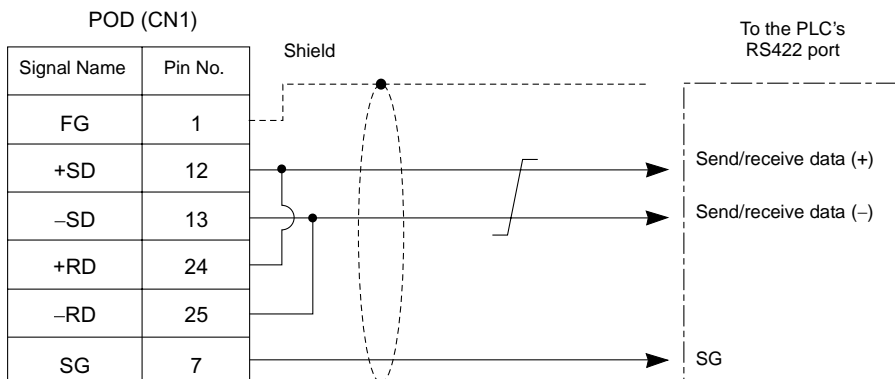 POD (CN1)
To the PLC's
RS422 port
Signal Name Pin No.
Shield
FG 1
+SD 12 Send/receive data (+)
−SD 13 Send/receive data (−)
+RD 24
−RD 25
SG 7 SG